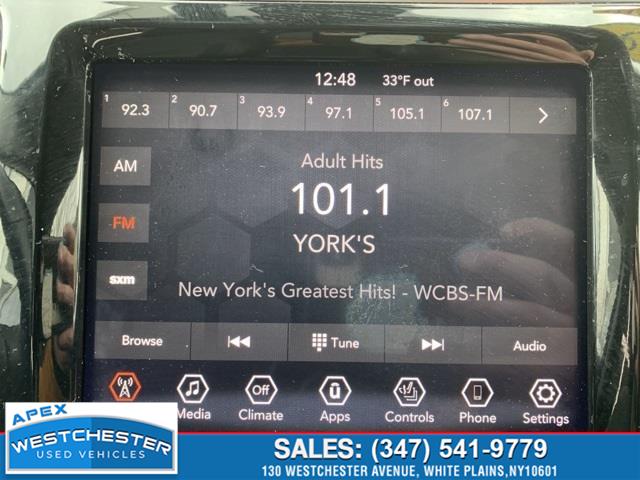 12:48 33°F out
1 92.3 2 90.7 3 93.9 4 97.1 5 105.1 6 107.1
AM
Adult Hits
101.1
FM
YORK'S
sxm
New York's Greatest Hits! - WCBS-FM
Browse Tune Audio
Off
Media Climate Apps Controls Phone Settings
APEX
WESTCHESTER
USED VEHICLES
SALES: (347) 541-9779
130 WESTCHESTER AVENUE, WHITE PLAINS,NY10601